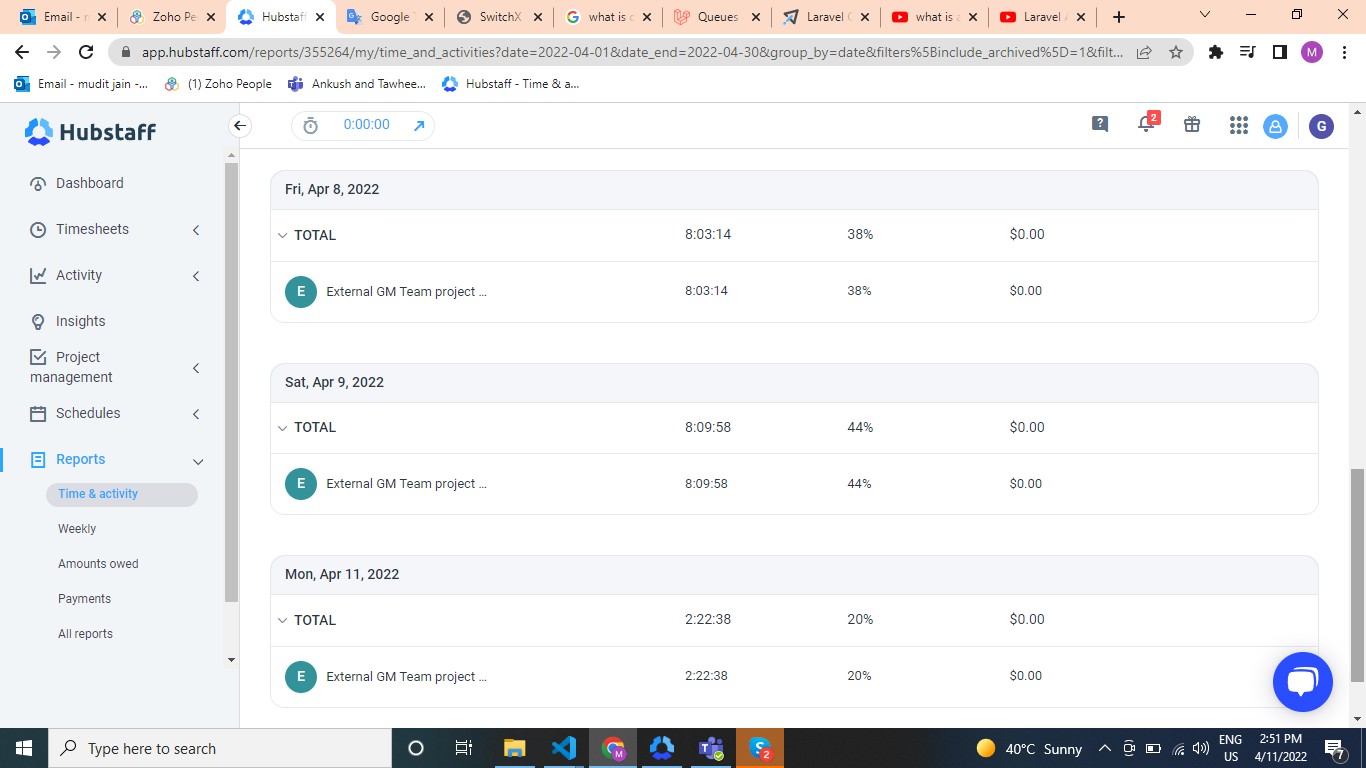 Email - m
Zoho Pe
Hubstaf
Google T
SwitchX
what is c
Queues
Laravel C
what is a
Laravel A
app.hubstaff.com/reports/355264/my/time_and_activities?date=2022-04-01&date_end=2022-04-30&group_by=date&filters%5Binclude_archived%5D=1&filt...
M
Email - mudit jain -...
(1) Zoho People
Ankush and Tawhee...
Hubstaff - Time & a...
Hubstaff
0:00:00
?
2
G
Dashboard
Timesheets
Activity
Insights
Project
management
Schedules
Reports
Time & activity
Weekly
Amounts owed
Payments
All reports
Fri, Apr 8, 2022
TOTAL 8:03:14 38% $0.00
E External GM Team project ... 8:03:14 38% $0.00
Sat, Apr 9, 2022
TOTAL 8:09:58 44% $0.00
E External GM Team project ... 8:09:58 44% $0.00
Mon, Apr 11, 2022
TOTAL 2:22:38 20% $0.00
E External GM Team project ... 2:22:38 20% $0.00
Type here to search
M
2
40°C Sunny
ENG
US
2:51 PM
4/11/2022
7